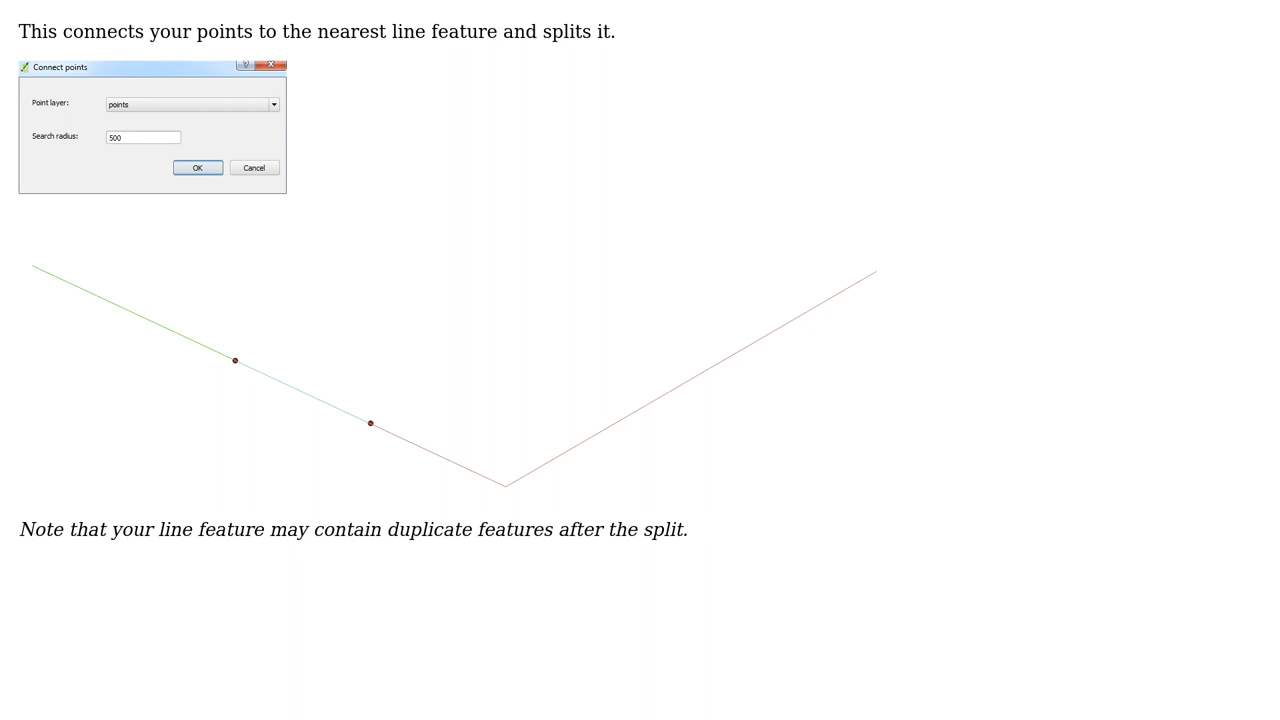 This connects your points to the nearest line feature and splits it.
Connect points
Point layer: points
Search radius: 500
OK Cancel
Note that your line feature may contain duplicate features after the split.